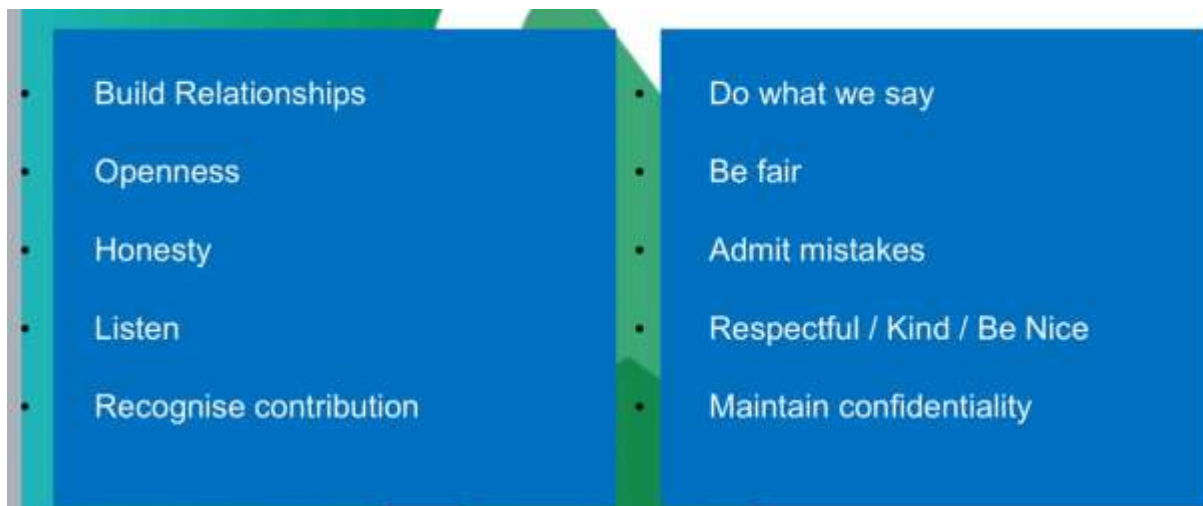 Build Relationships
Openness
Honesty
Listen
Recognise contribution
Do what we say
Be fair
Admit mistakes
Respectful / Kind / Be Nice
Maintain confidentiality